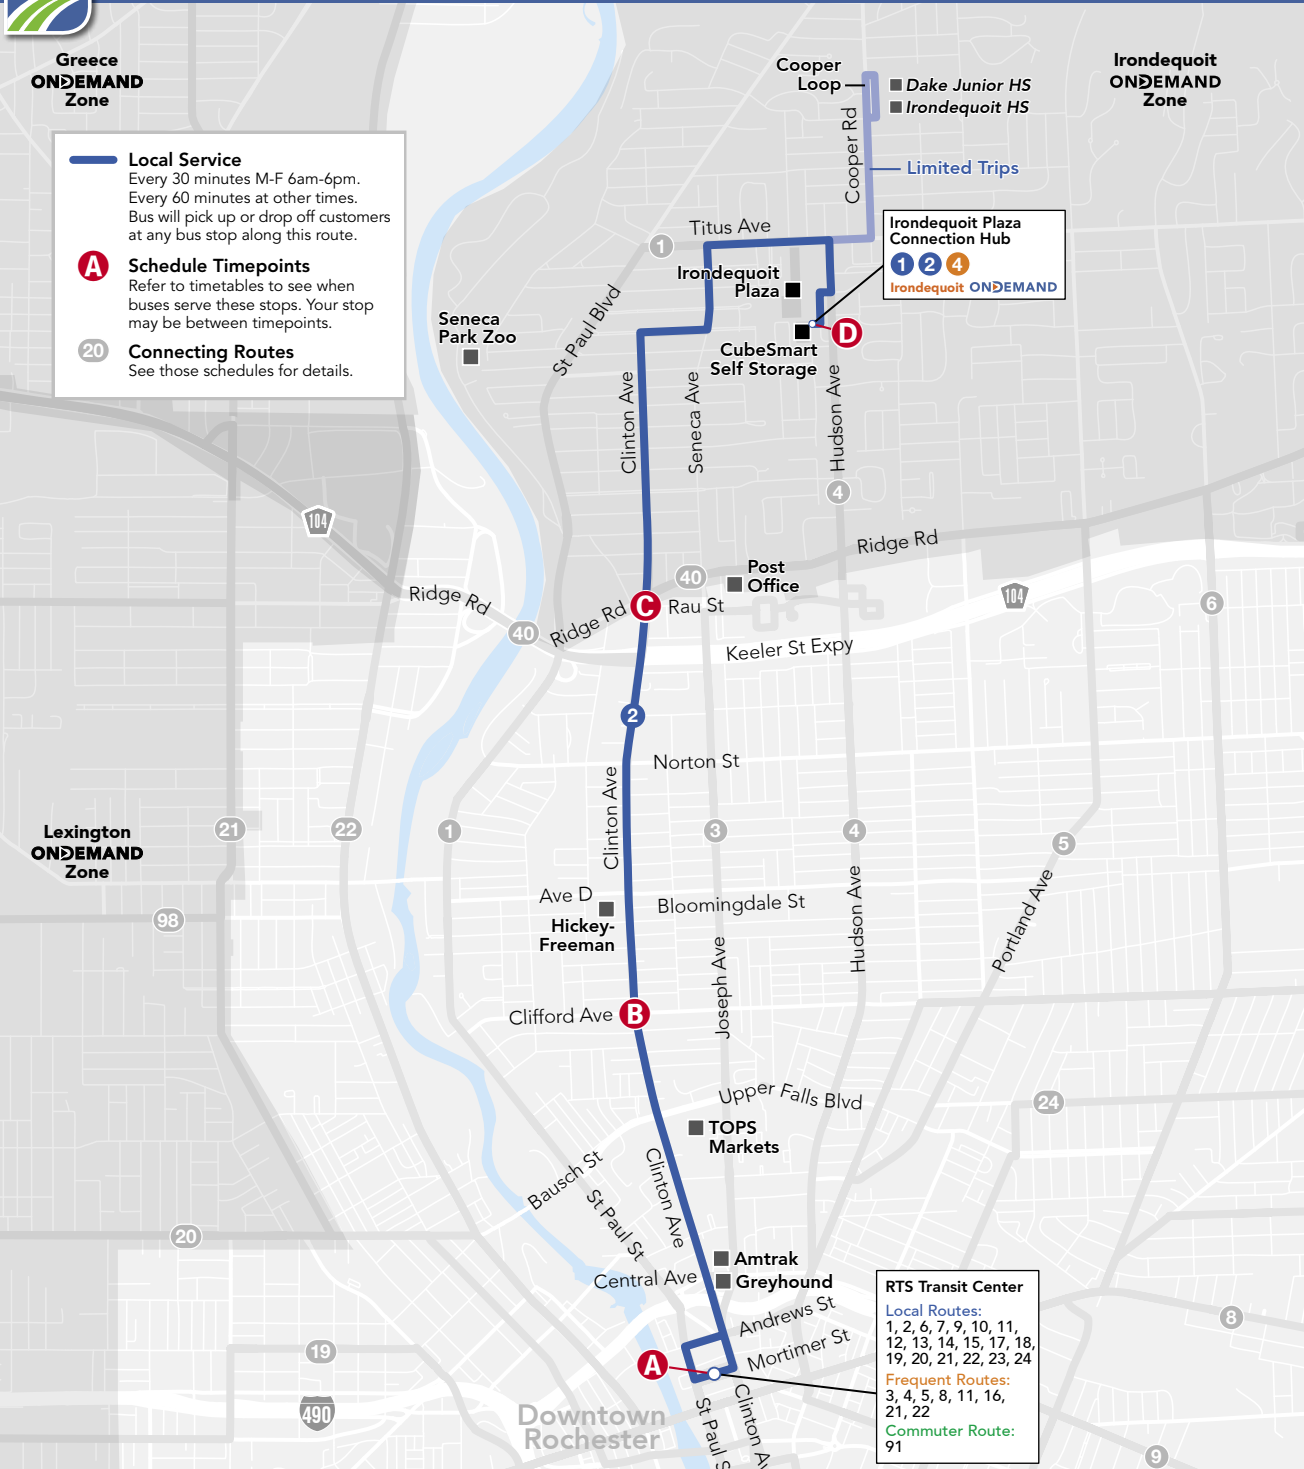 Greece
ONDEMAND
Zone
Cooper
Loop
Dake Junior HS
Irondequoit HS
Irondequoit
ONDEMAND
Zone
Local Service
Every 30 minutes M-F 6am-6pm.
Every 60 minutes at other times.
Bus will pick up or drop off customers
at any bus stop along this route.
A
Schedule Timepoints
Refer to timetables to see when
buses serve these stops. Your stop
may be between timepoints.
20
Connecting Routes
See those schedules for details.
Cooper Rd
Limited Trips
Titus Ave
1
Irondequoit Plaza
Connection Hub
1 2 4
Irondequoit ONDEMAND
Irondequoit
Plaza
St Paul Blvd
Seneca
Park Zoo
D
CubeSmart
Self Storage
Clinton Ave
Seneca Ave
Hudson Ave
4
104
Ridge Rd
Post
Office
40
Ridge Rd
Ridge Rd
C
Rau St
104
6
40
Keeler St Expy
2
Norton St
Clinton Ave
Lexington
ONDEMAND
Zone
21
22
1
3
4
5
Ave D
Bloomingdale St
Hickey-
Freeman
98
Hudson Ave
Portland Ave
Joseph Ave
Clifford Ave
B
Upper Falls Blvd
24
TOPS
Markets
Bausch St
St Paul St
Clinton Ave
20
Amtrak
Greyhound
Central Ave
Andrews St
Mortimer St
A
19
490
8
9
Downtown
Rochester
St Paul S
Clinton Av
RTS Transit Center
Local Routes:
1, 2, 6, 7, 9, 10, 11,
12, 13, 14, 15, 17, 18,
19, 20, 21, 22, 23, 24
Frequent Routes:
3, 4, 5, 8, 11, 16,
21, 22
Commuter Route:
91